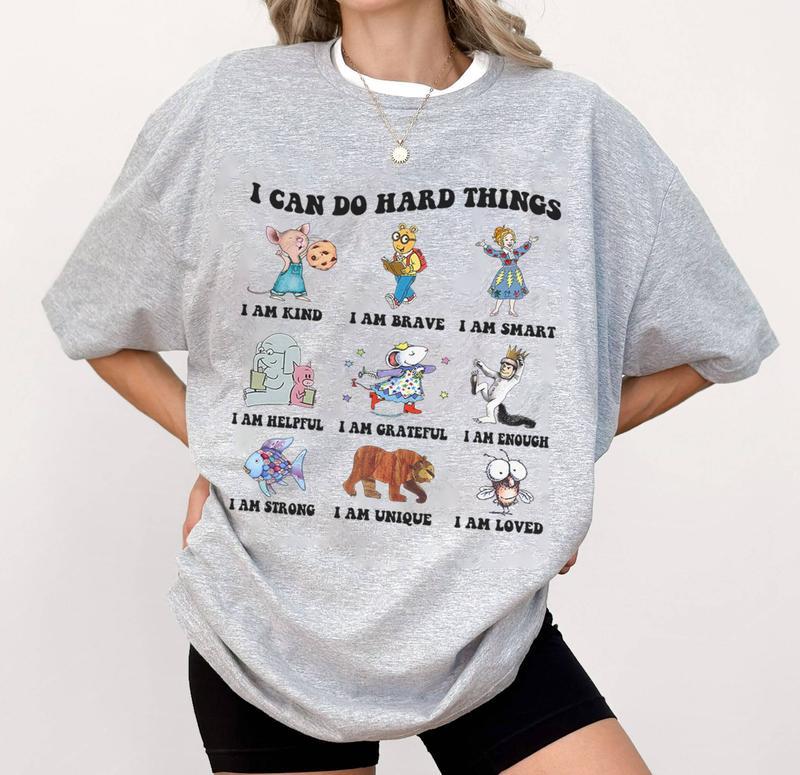 I CAN DO HARD THINGS
I AM KIND I AM BRAVE I AM SMART
I AM HELPFUL I AM GRATEFUL I AM ENOUGH
I AM STRONG I AM UNIQUE I AM LOVED